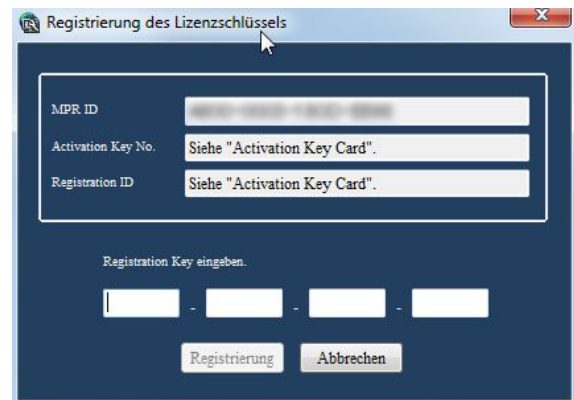 Registrierung des Lizenzschlüssels
MPR ID
Activation Key No. Siehe "Activation Key Card".
Registration ID Siehe "Activation Key Card".
Registration Key eingeben.
- - -
Registrierung Abbrechen